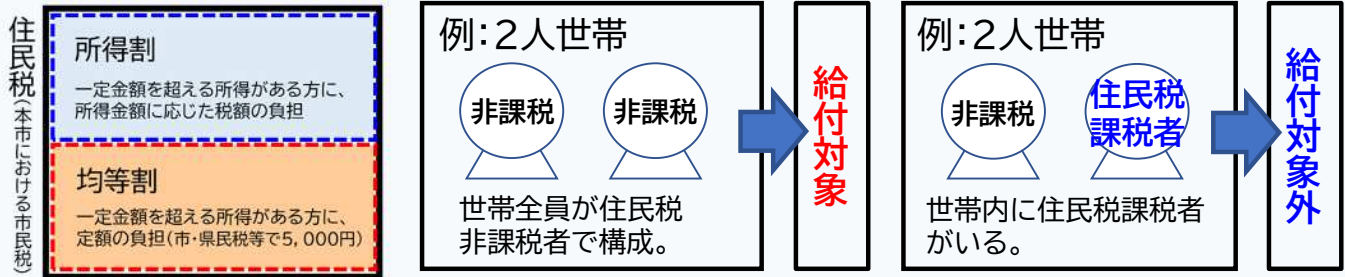 住民税(本市における市民税)
所得割
一定金額を超える所得がある方に、
所得金額に応じた税額の負担
均等割
一定金額を超える所得がある方に、
定額の負担(市・県民税等で5,000円)
例:2人世帯
非課税
非課税
世帯全員が住民税
非課税者で構成。
給付対象
例:2人世帯
非課税
住民税
課税者
世帯内に住民税課税者
がいる。
給付対象外